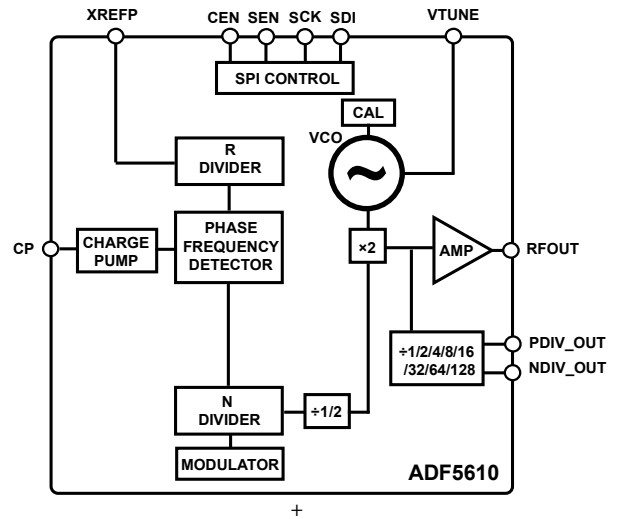 XREFP
CEN SEN SCK SDI
VTUNE
SPI CONTROL
CAL
VCO
R
DIVIDER
PHASE
FREQUENCY
DETECTOR
CP
CHARGE
PUMP
×2
AMP
RFOUT
÷1/2/4/8/16
/32/64/128
PDIV_OUT
NDIV_OUT
N
DIVIDER
÷1/2
MODULATOR
ADF5610
+